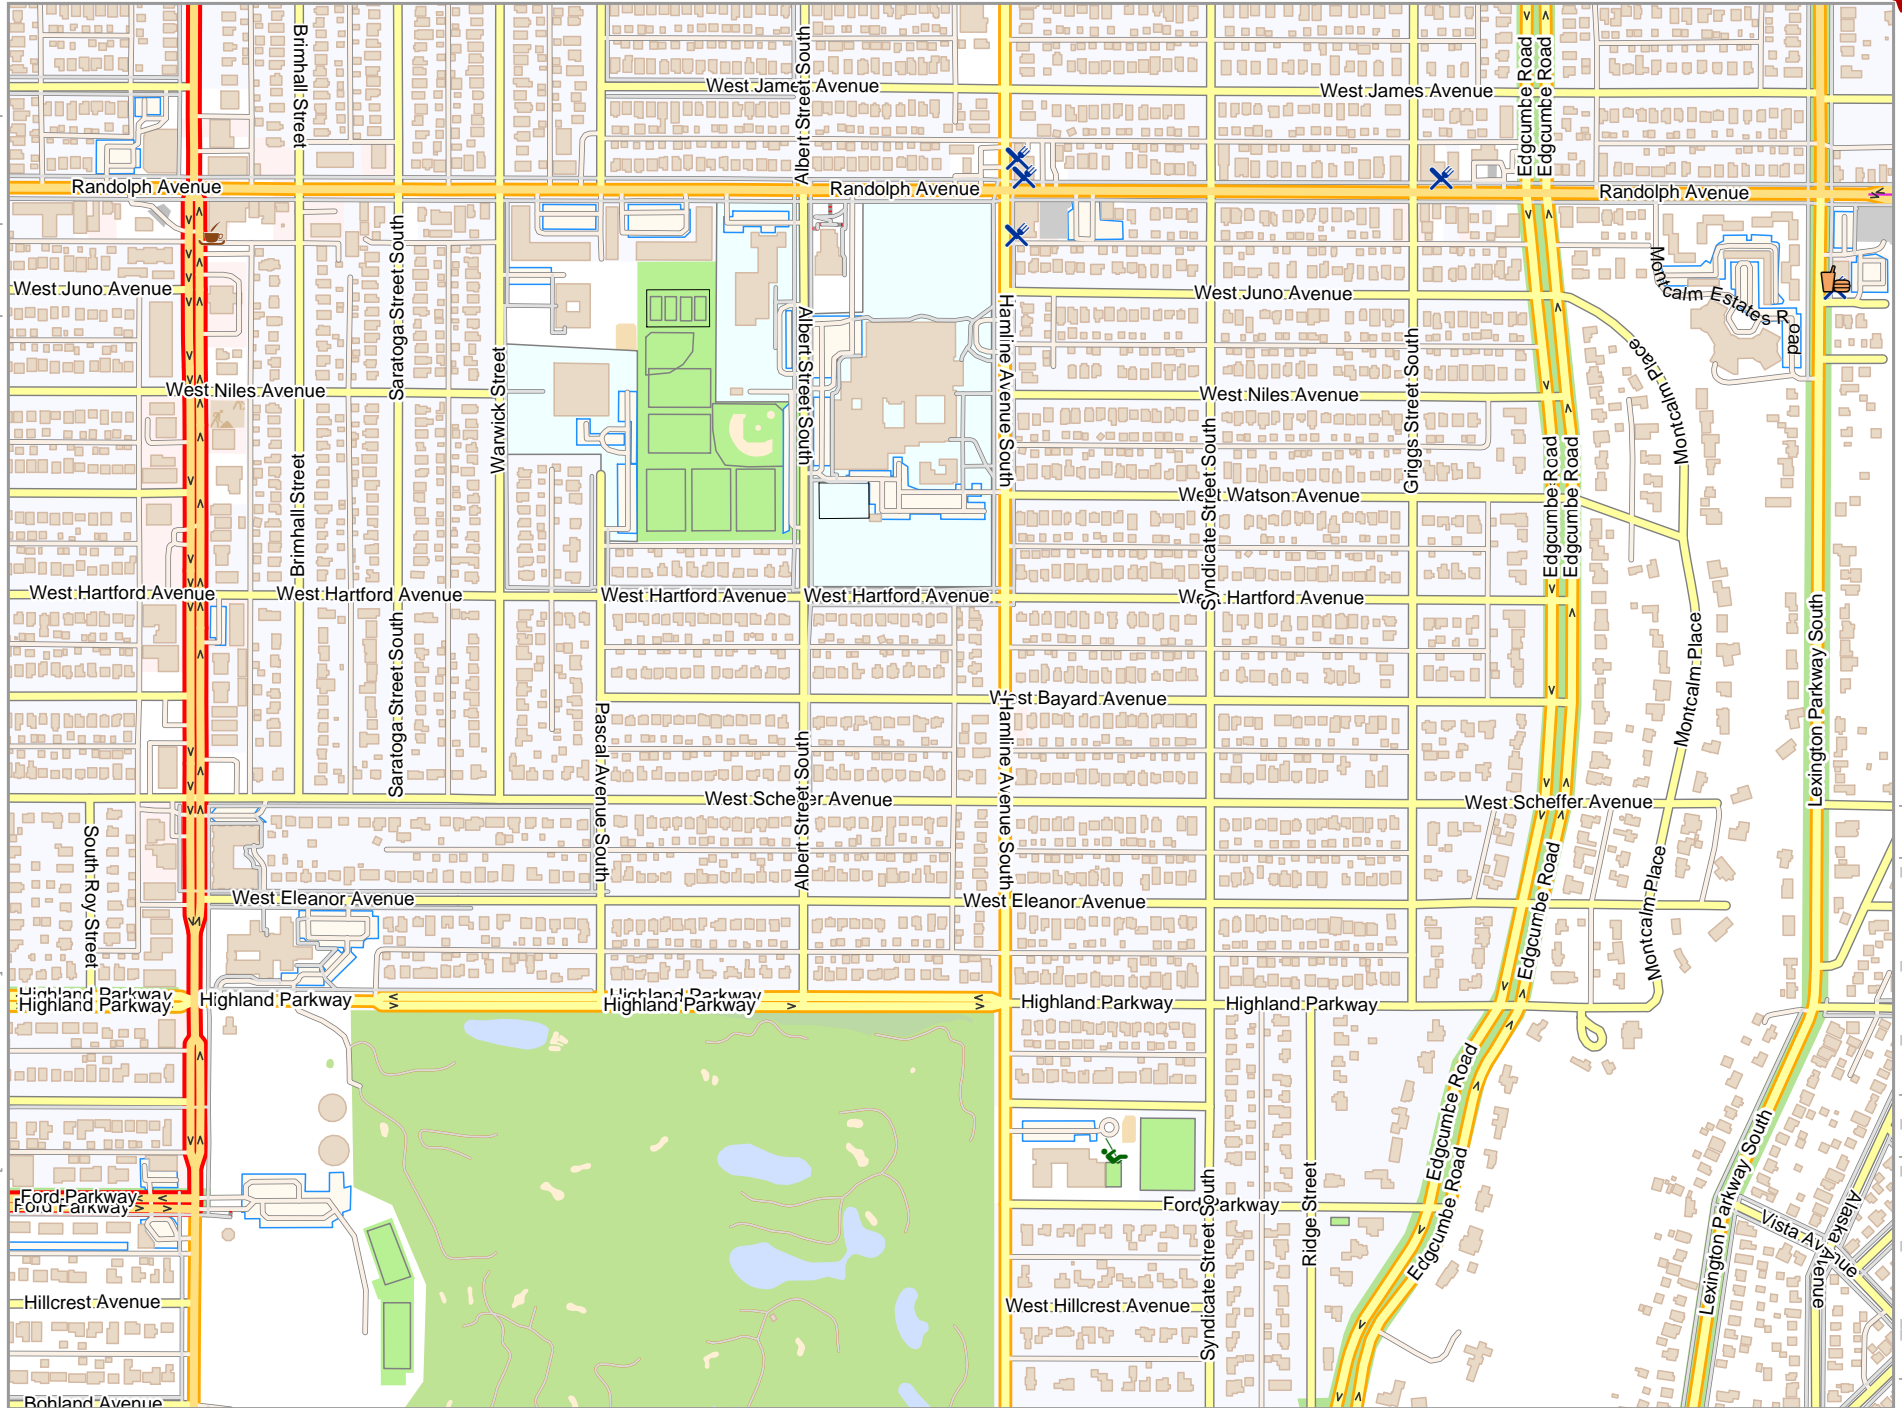 Brimhall Street
Albert Street South
Edgcumbe Road
Edgcumbe Road
West James Avenue
West James Avenue
Randolph Avenue
Randolph Avenue
Randolph Avenue
Saratoga Street South
West Juno Avenue
West Juno Avenue
Montcalm Estates Road
Hamline Avenue South
Albert Street South
Warwick Street
Griggs Street South
Montcalm Place
West Niles Avenue
West Niles Avenue
Syndicate Street South
Brimhall Street
Edgcumbe Road
Edgcumbe Road
West Watson Avenue
West Hartford Avenue
West Hartford Avenue
West Hartford Avenue
West Hartford Avenue
West Hartford Avenue
Saratoga Street South
Montcalm Place
Lexington Parkway South
West Bayard Avenue
Pascal Avenue South
Albert Street South
Hamline Avenue South
West Scheffer Avenue
West Scheffer Avenue
South Roy Street
Montcalm Place
Edgcumbe Road
West Eleanor Avenue
West Eleanor Avenue
Highland Parkway
Highland Parkway
Highland Parkway
Highland Parkway
Highland Parkway
Highland Parkway
Highland Parkway
Edgcumbe Road
Edgcumbe Road
Lexington Parkway South
Ford Parkway
Ford Parkway
Ford Parkway
Syndicate Street South
Ridge Street
Vista Avenue
Alaska Avenue
Hillcrest Avenue
West Hillcrest Avenue
Bohland Avenue